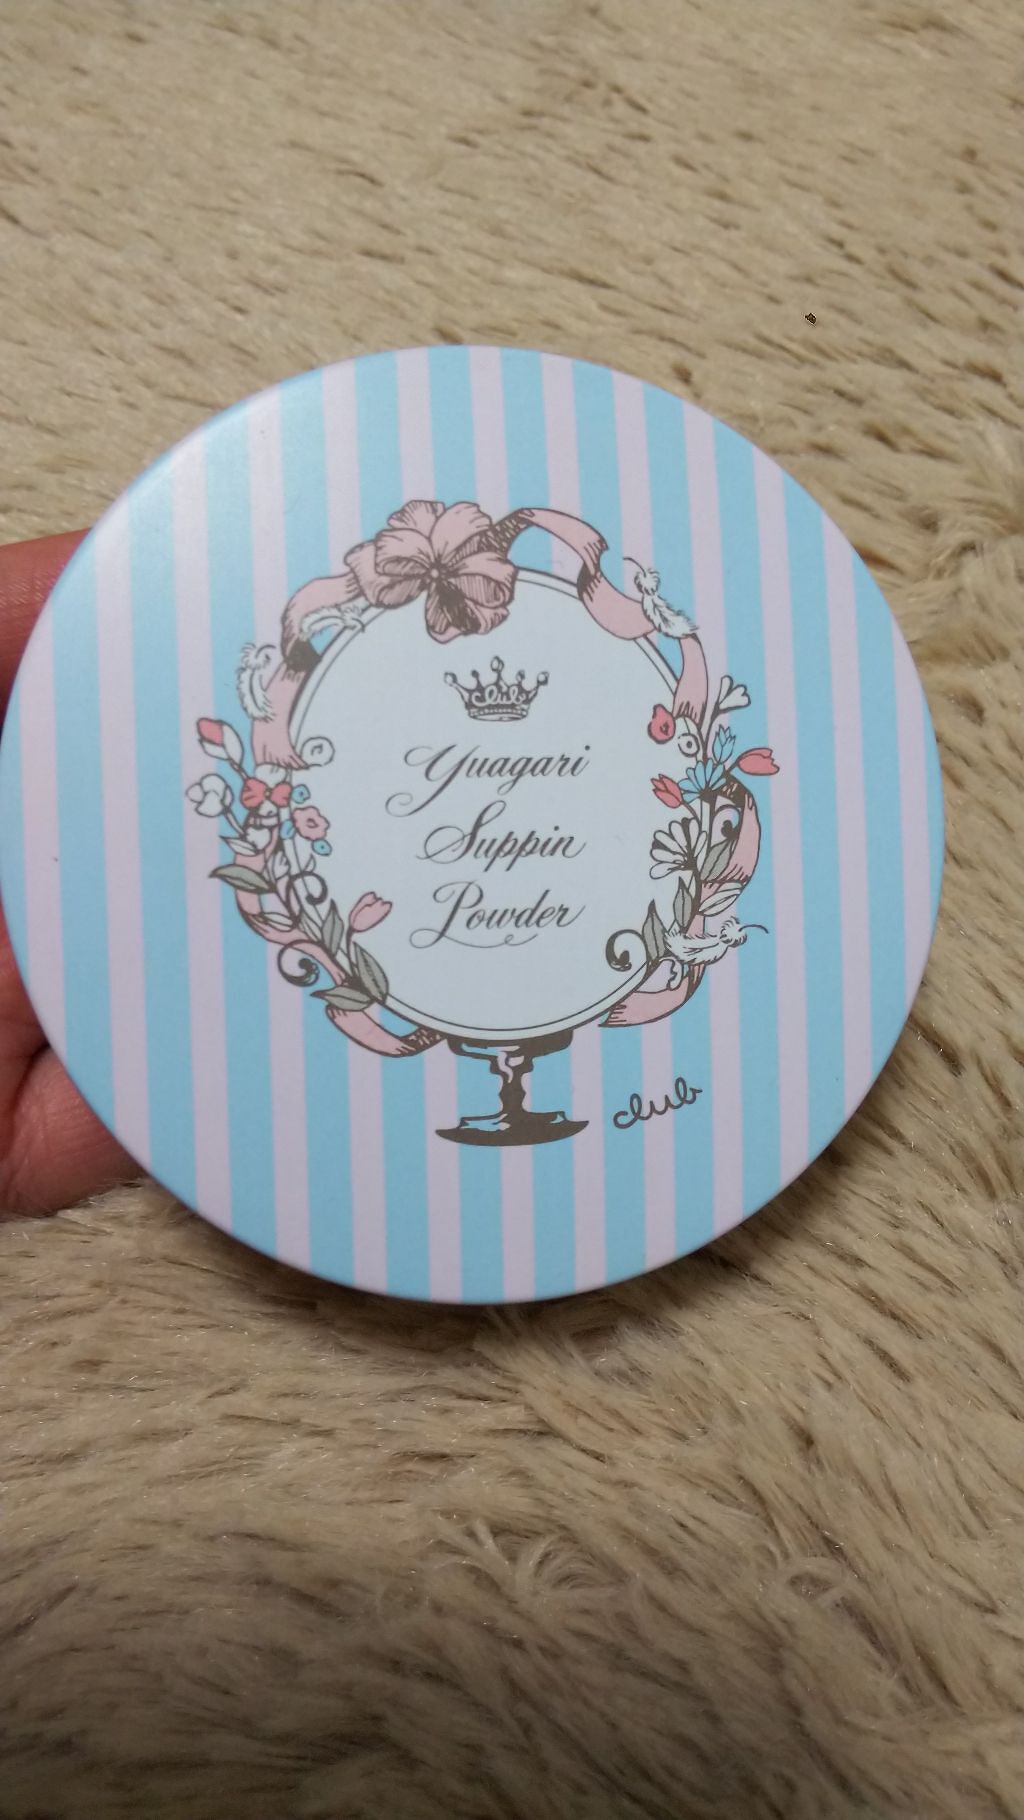 club
Yuagari
Suppin
Powder
club